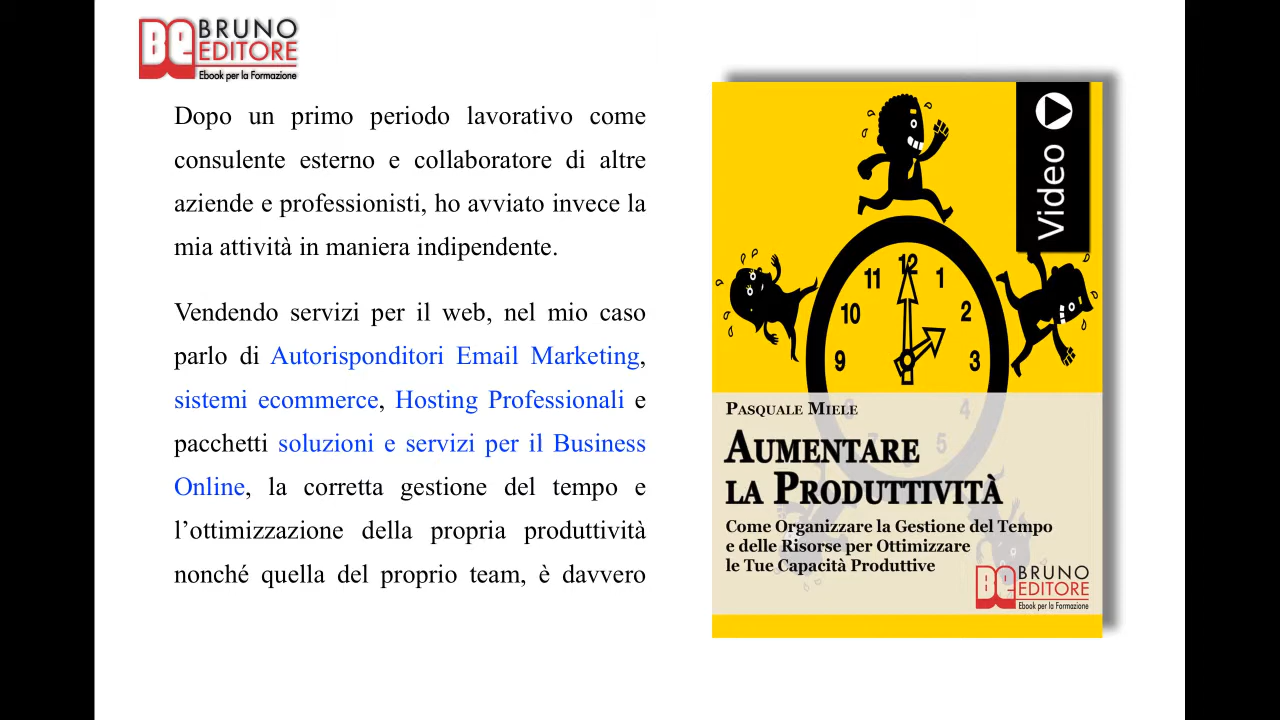 BRUNO
EDITORE
Ebook per la Formazione
Dopo un primo periodo lavorativo come
consulente esterno e collaboratore di altre
aziende e professionisti, ho avviato invece la
mia attività in maniera indipendente.
Vendendo servizi per il web, nel mio caso
parlo di Autorisponditori Email Marketing,
sistemi ecommerce, Hosting Professionali e
pacchetti soluzioni e servizi per il Business
Online, la corretta gestione del tempo e
l’ottimizzazione della propria produttività
nonché quella del proprio team, è davvero
Video
12
11
1
10
2
9
3
4
5
PASQUALE MIELE
AUMENTARE
LA PRODUTTIVITÀ
Come Organizzare la Gestione del Tempo
e delle Risorse per Ottimizzare
le Tue Capacità Produttive
BRUNO
EDITORE
Ebook per la Formazione